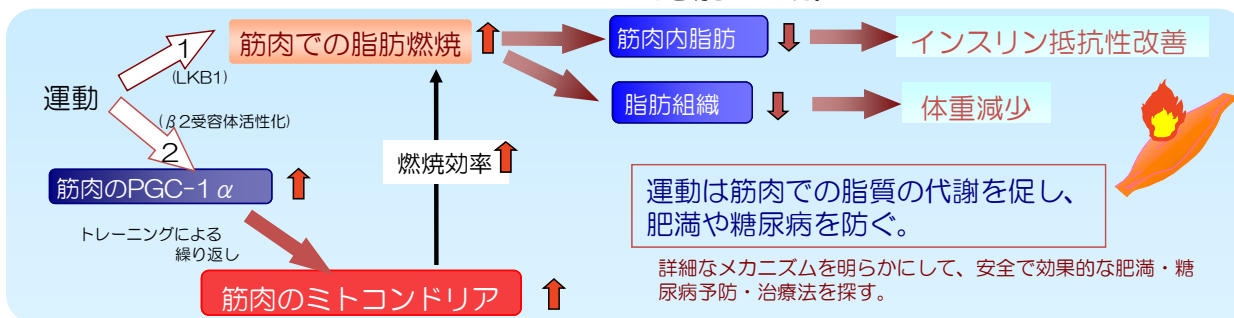 1
筋肉での脂肪燃焼
筋肉内脂肪
インスリン抵抗性改善
(LKB1)
運動
脂肪組織
体重減少
(β2受容体活性化)
2
燃焼効率
筋肉のPGC-1α
運動は筋肉での脂質の代謝を促し、
肥満や糖尿病を防ぐ。
トレーニングによる
繰り返し
詳細なメカニズムを明らかにして、安全で効果的な肥満・糖
尿病予防・治療法を探す。
筋肉のミトコンドリア